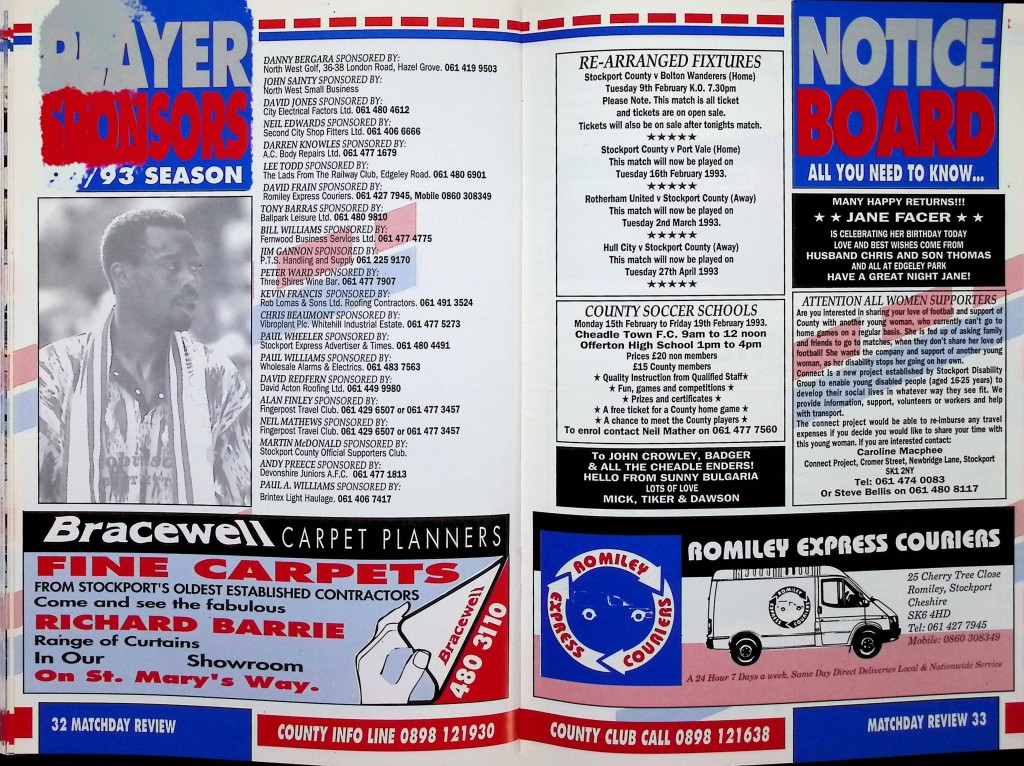 PLAYER
SPONSORS
/93 SEASON
DANNY BERGARA SPONSORED BY:
North West Golf, 36-38 London Road, Hazel Grove. 061 419 9503
JOHN SAINTY SPONSORED BY:
North West Small Business
DAVID JONES SPONSORED BY:
City Electrical Factors Ltd. 061 480 4612
NEIL EDWARDS SPONSORED BY:
Second City Shop Fitters Ltd. 061 406 6666
DARREN KNOWLES SPONSORED BY:
A.C. Body Repairs Ltd. 061 477 1679
LEE TODD SPONSORED BY:
The Lads From The Railway Club, Edgeley Road. 061 480 6901
DAVID FRAIN SPONSORED BY:
Romiley Express Couriers. 061 427 7945, Mobile 0860 308349
TONY BARRAS SPONSORED BY:
Ballpark Leisure Ltd. 061 480 9810
BILL WILLIAMS SPONSORED BY:
Fernwood Business Services Ltd. 061 477 4775
JIM GANNON SPONSORED BY:
P.T.S. Handling and Supply 061 225 9170
PETER WARD SPONSORED BY:
Three Shires Wine Bar. 061 477 7907
KEVIN FRANCIS SPONSORED BY:
Rob Lomas & Sons Ltd. Roofing Contractors. 061 491 3524
CHRIS BEAUMONT SPONSORED BY:
Vibroplant Plc. Whitehill Industrial Estate. 061 477 5273
PAUL WHEELER SPONSORED BY:
Stockport Express Advertiser & Times. 061 480 4491
PAUL WILLIAMS SPONSORED BY:
Wholesale Alarms & Electrics. 061 483 7563
DAVID REDFERN SPONSORED BY:
David Acton Roofing Ltd. 061 449 9980
ALAN FINLEY SPONSORED BY:
Fingerpost Travel Club. 061 429 6507 or 061 477 3457
NEIL MATHEWS SPONSORED BY:
Fingerpost Travel Club. 061 429 6507 or 061 477 3457
MARTIN McDONALD SPONSORED BY:
Stockport County Official Supporters Club.
ANDY PREECE SPONSORED BY:
Devonshire Juniors A.F.C. 061 477 1813
PAUL A. WILLIAMS SPONSORED BY:
Brintex Light Haulage. 061 406 7417
Bracewell CARPET PLANNERS
FINE CARPETS
FROM STOCKPORT'S OLDEST ESTABLISHED CONTRACTORS
Come and see the fabulous
RICHARD BARRIE
Range of Curtains
In Our Showroom
On St. Mary's Way.
Bracewell
480 3110
32 MATCHDAY REVIEW
COUNTY INFO LINE 0898 121930
RE-ARRANGED FIXTURES
Stockport County v Bolton Wanderers (Home)
Tuesday 9th February K.O. 7.30pm
Please Note. This match is all ticket
and tickets are on open sale.
Tickets will also be on sale after tonights match.
★★★★★
Stockport County v Port Vale (Home)
This match will now be played on
Tuesday 16th February 1993.
★★★★★
Rotherham United v Stockport County (Away)
This match will now be played on
Tuesday 2nd March 1993.
★★★★★
Hull City v Stockport County (Away)
This match will now be played on
Tuesday 27th April 1993
★★★★★
COUNTY SOCCER SCHOOLS
Monday 15th February to Friday 19th February 1993.
Cheadle Town F.C. 9am to 12 noon
Offerton High School 1pm to 4pm
Prices £20 non members
£15 County members
★ Quality Instruction from Qualified Staff★
★ Fun, games and competitions ★
★ Prizes and certificates ★
★ A free ticket for a County home game ★
★ A chance to meet the County players ★
To enrol contact Neil Mather on 061 477 7560
To JOHN CROWLEY, BADGER
& ALL THE CHEADLE ENDERS!
HELLO FROM SUNNY BULGARIA
LOTS OF LOVE
MICK, TIKER & DAWSON
NOTICE
BOARD
ALL YOU NEED TO KNOW...
MANY HAPPY RETURNS!!!
★ ★ JANE FACER ★ ★
IS CELEBRATING HER BIRTHDAY TODAY
LOVE AND BEST WISHES COME FROM
HUSBAND CHRIS AND SON THOMAS
AND ALL AT EDGELEY PARK
HAVE A GREAT NIGHT JANE!
ATTENTION ALL WOMEN SUPPORTERS
Are you interested in sharing your love of football and support of
County with another young woman, who currently can't go to
home games on a regular basis. She is fed up of asking family
and friends to go to matches, when they don't share her love of
football! She wants the company and support of another young
woman, as her disability stops her going on her own.
Connect is a new project established by Stockport Disability
Group to enable young disabled people (aged 16-25 years) to
develop their social lives in whatever way they see fit. We
provide information, support, volunteers or workers and help
with transport.
The connect project would be able to re-imburse any travel
expenses if you decide you would like to share your time with
this young woman. If you are interested contact:
Caroline Macphee
Connect Project, Cromer Street, Newbridge Lane, Stockport
SK1 2NY
Tel: 061 474 0083
Or Steve Bellis on 061 480 8117
ROMILEY
EXPRESS
COURIERS
ROMILEY EXPRESS COURIERS
25 Cherry Tree Close
Romiley, Stockport
Cheshire
SK6 4HD
Tel: 061 427 7945
Mobile: 0860 308349
A 24 Hour 7 Days a week, Same Day Direct Deliveries Local & Nationwide Service
COUNTY CLUB CALL 0898 121638
MATCHDAY REVIEW 33